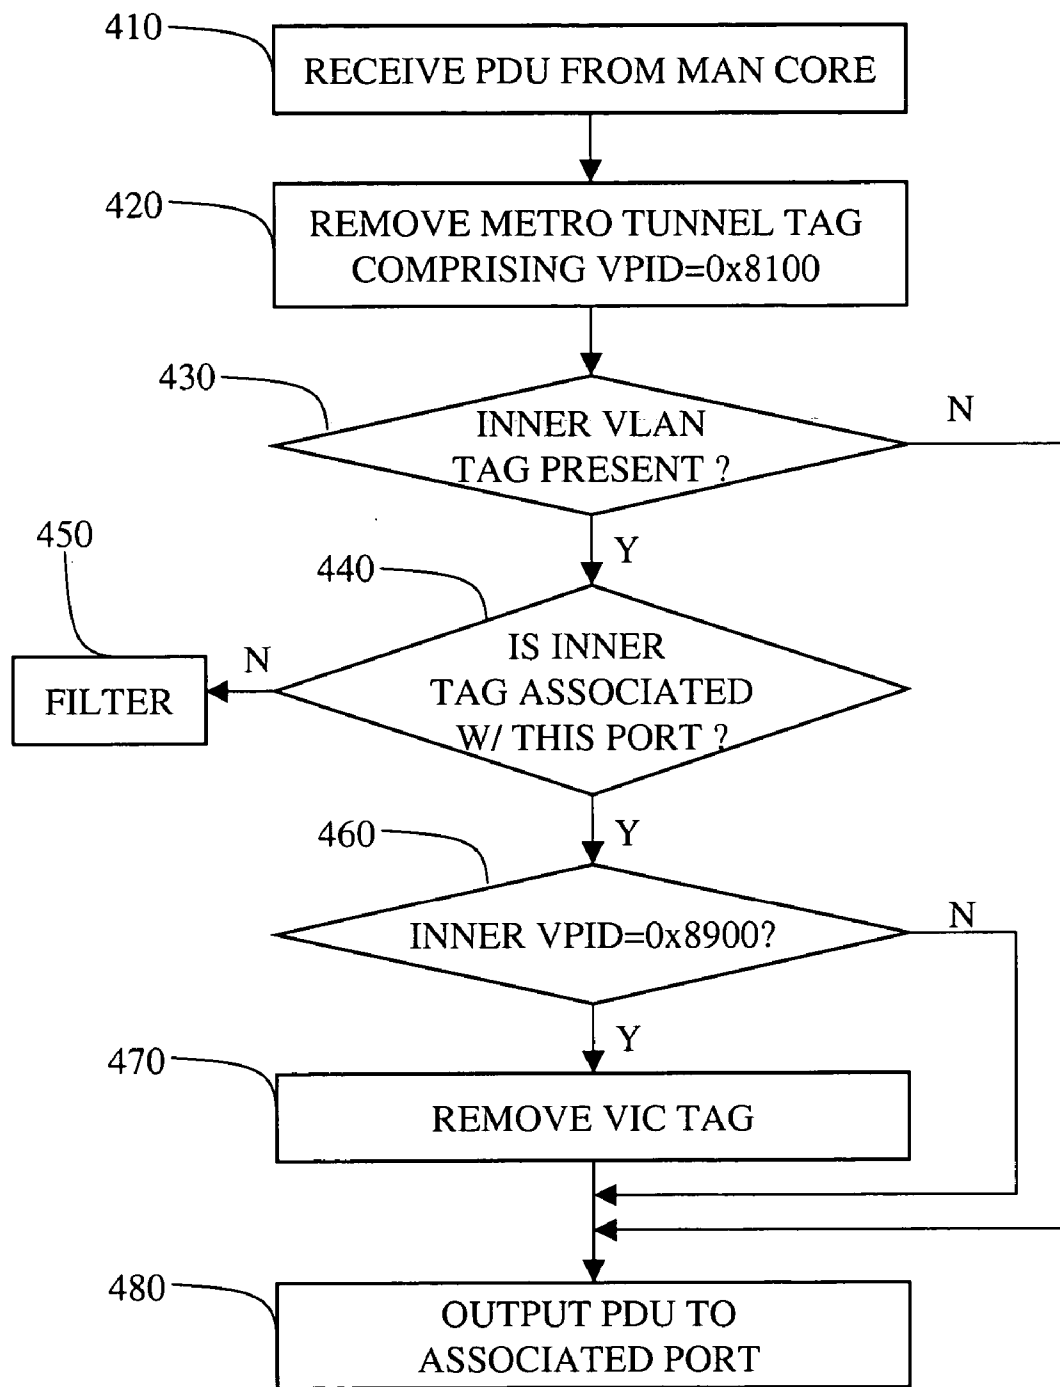 410
RECEIVE PDU FROM MAN CORE
420
REMOVE METRO TUNNEL TAG
COMPRISING VPID=0x8100
430
INNER VLAN
TAG PRESENT ?
N
Y
450
440
IS INNER
TAG ASSOCIATED
W/ THIS PORT ?
N
FILTER
Y
460
INNER VPID=0x8900?
N
Y
470
REMOVE VIC TAG
480
OUTPUT PDU TO
ASSOCIATED PORT